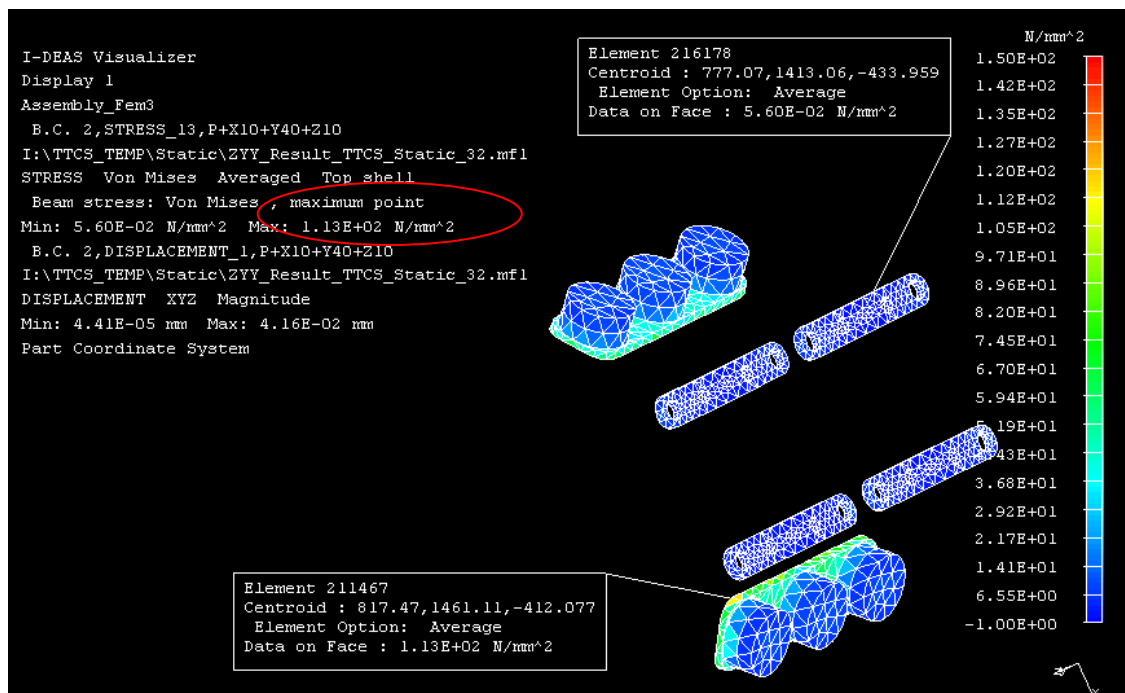 I-DEAS Visualizer
Display 1
Assembly_Fem3
B.C. 2,STRESS_13,P+X10+Y40+Z10
I:\TTCS_TEMP\Static\ZYY_Result_TTCS_Static_32.mf1
STRESS Von Mises Averaged Top shell
Beam stress: Von Mises , maximum point
Min: 5.60E-02 N/mm^2 Max: 1.13E+02 N/mm^2
B.C. 2,DISPLACEMENT_1,P+X10+Y40+Z10
I:\TTCS_TEMP\Static\ZYY_Result_TTCS_Static_32.mf1
DISPLACEMENT XYZ Magnitude
Min: 4.41E-05 mm Max: 4.16E-02 mm
Part Coordinate System
Element 216178
Centroid : 777.07,1413.06,-433.959
Element Option: Average
Data on Face : 5.60E-02 N/mm^2
Element 211467
Centroid : 817.47,1461.11,-412.077
Element Option: Average
Data on Face : 1.13E+02 N/mm^2
N/mm^2
1.50E+02
1.42E+02
1.35E+02
1.27E+02
1.20E+02
1.12E+02
1.05E+02
9.71E+01
8.96E+01
8.20E+01
7.45E+01
6.70E+01
5.94E+01
5.19E+01
4.43E+01
3.68E+01
2.92E+01
2.17E+01
1.41E+01
6.55E+00
-1.00E+00